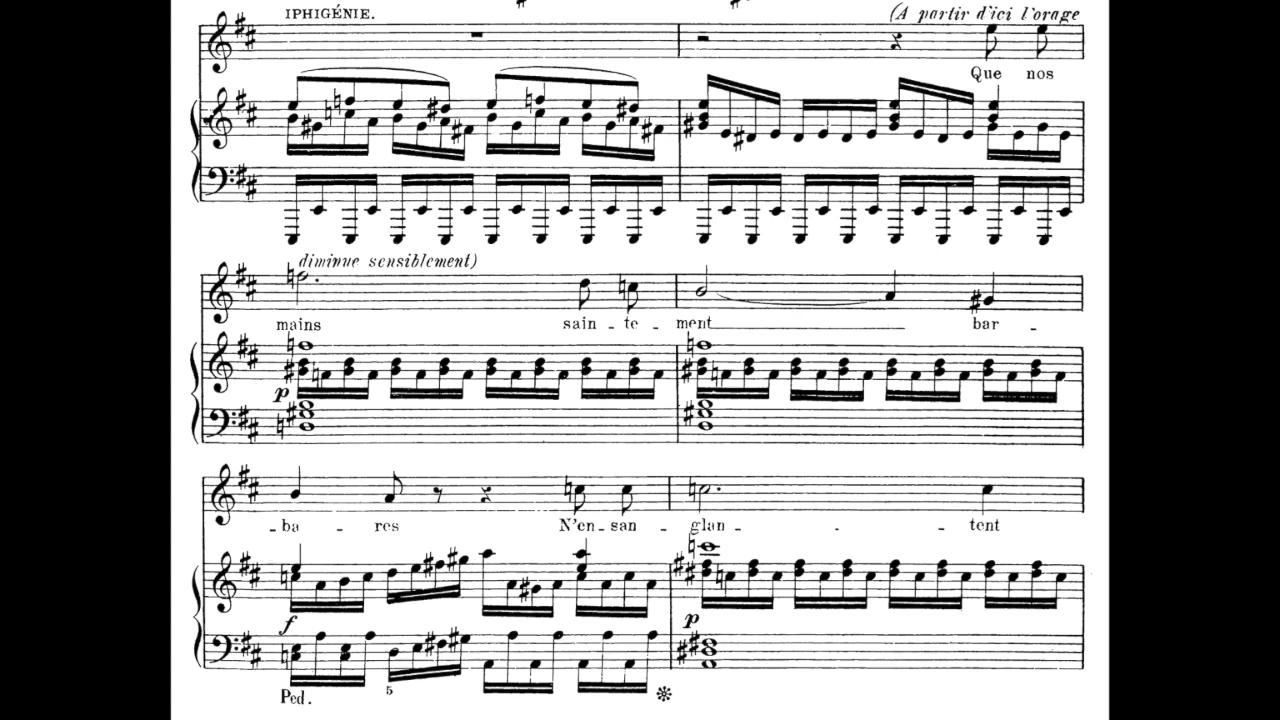 IPHIGÉNIE.
(A partir d'ici l'orage
Que nos
diminue sensiblement)
mains sain - te - ment bar -
p
- ba - res N'en - san - glan - - tent
f
p
Ped. 5